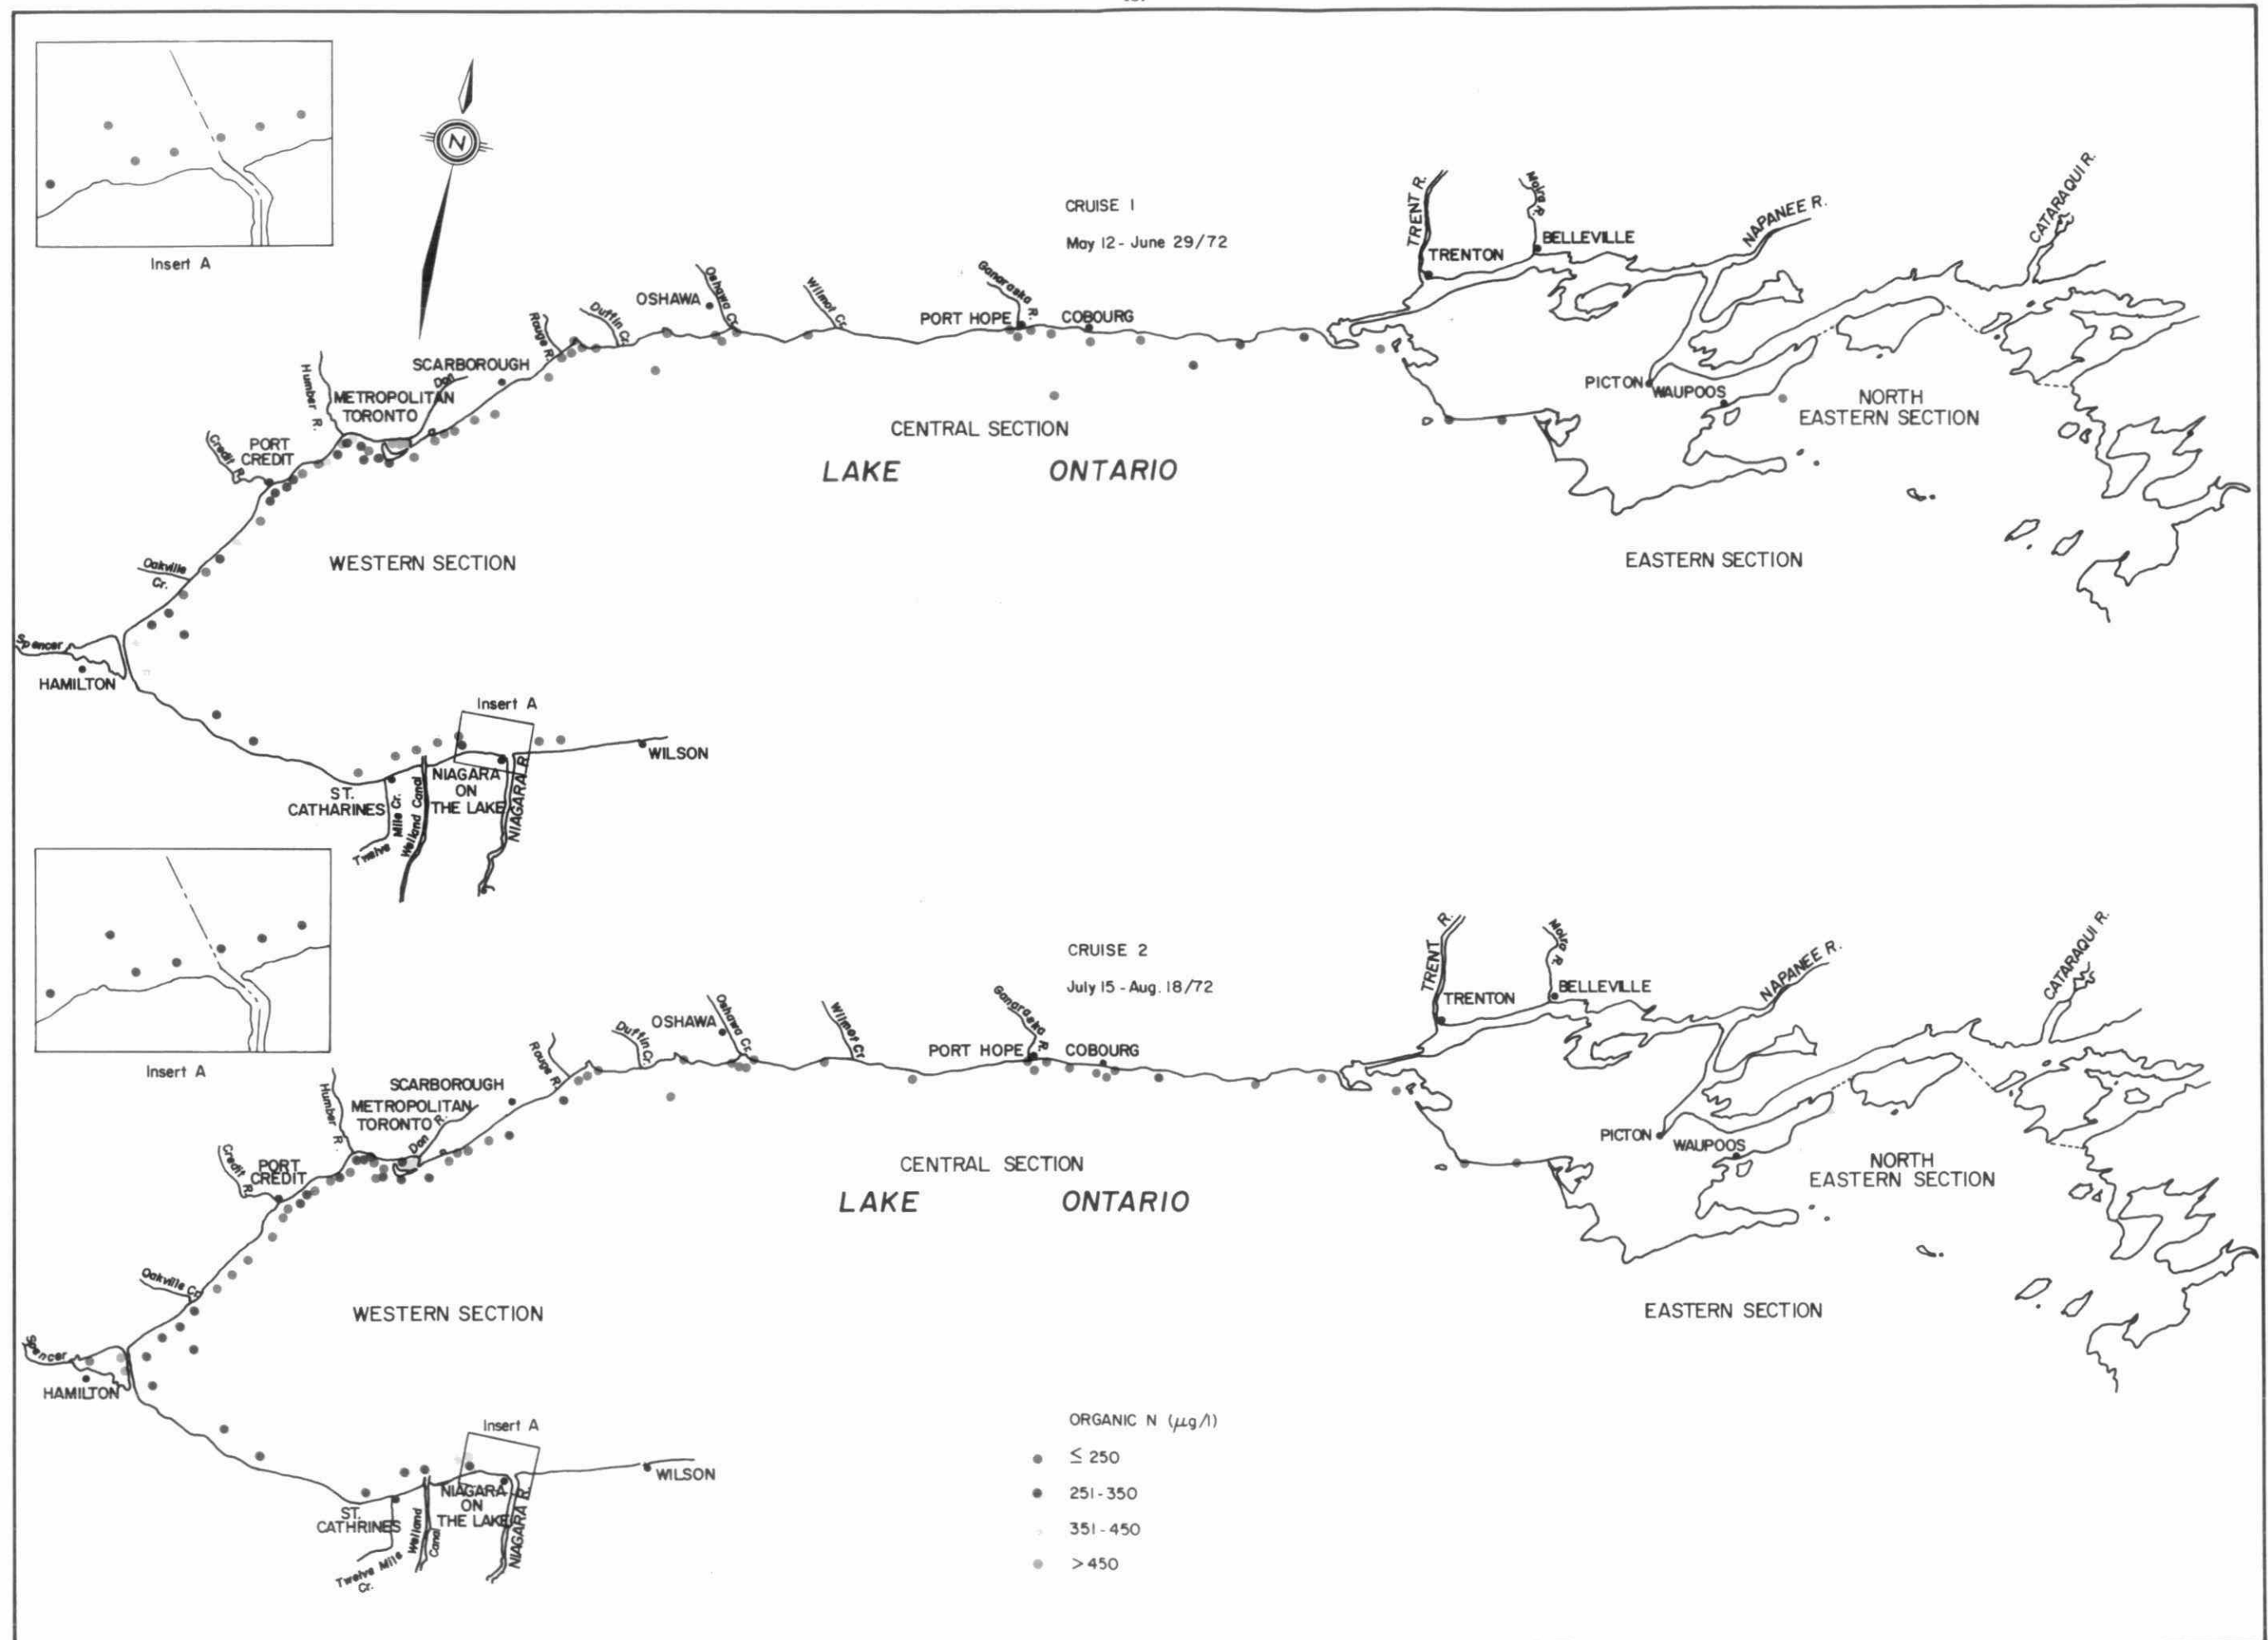 Insert A
N
CRUISE 1
May 12 - June 29/72
TRENT R.
Moira R.
BELLEVILLE
TRENTON
NAPANEE R.
CATARAQUI R.
OSHAWA
Oshawa Cr.
Wilmot Cr.
Ganaraska R.
PORT HOPE
COBOURG
Duffin Cr.
Rouge R.
SCARBOROUGH
Humber R.
METROPOLITAN
TORONTO
Don
PORT
CREDIT
Credit R.
PICTON
WAUPOOS
NORTH
EASTERN SECTION
CENTRAL SECTION
LAKE ONTARIO
WESTERN SECTION
EASTERN SECTION
Oakville
Cr.
Spencer
HAMILTON
Insert A
WILSON
NIAGARA
ON
THE LAKE
ST.
CATHARINES
Twelve Mile Cr.
Welland Canal
NIAGARA R.
Insert A
CRUISE 2
July 15 - Aug. 18/72
TRENT R.
Moira R.
BELLEVILLE
TRENTON
NAPANEE R.
CATARAQUI R.
OSHAWA
Oshawa Cr.
Wilmot Cr.
Ganaraska R.
PORT HOPE
COBOURG
Duffin Cr.
Rouge R.
SCARBOROUGH
Humber R.
METROPOLITAN
TORONTO
Don R.
PORT
CREDIT
Credit R.
PICTON
WAUPOOS
NORTH
EASTERN SECTION
CENTRAL SECTION
LAKE ONTARIO
WESTERN SECTION
EASTERN SECTION
Oakville Cr.
Spencer
HAMILTON
Insert A
WILSON
NIAGARA
ON
THE LAKE
ST.
CATHRINES
Twelve Mile
Cr.
Welland
Canal
NIAGARA R.
ORGANIC N (µg/l)
≤ 250
251-350
351-450
>450